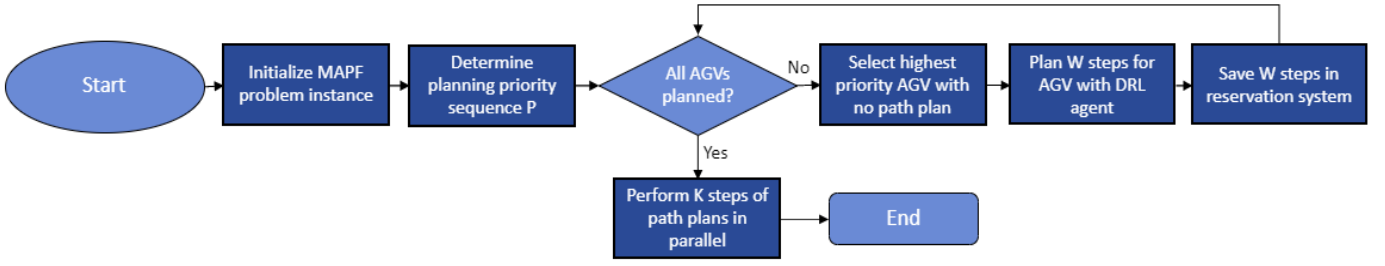 Start
Initialize MAPF
problem instance
Determine
planning priority
sequence P
All AGVs
planned?
No
Select highest
priority AGV with
no path plan
Plan W steps for
AGV with DRL
agent
Save W steps in
reservation system
Yes
Perform K steps of
path plans in
parallel
End